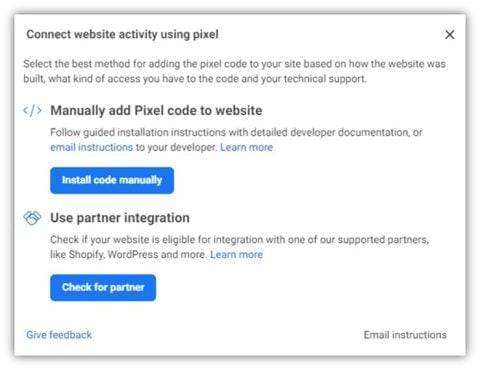 Connect website activity using pixel
Select the best method for adding the pixel code to your site based on how the website was
built, what kind of access you have to the code and your technical support.
Manually add Pixel code to website
Follow guided installation instructions with detailed developer documentation, or
email instructions to your developer. Learn more
Install code manually
Use partner integration
Check if your website is eligible for integration with one of our supported partners,
like Shopify, WordPress and more. Learn more
Check for partner
Give feedback
Email instructions